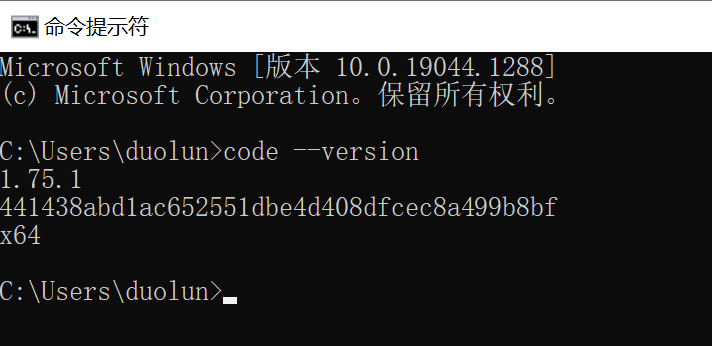 命令提示符
Microsoft Windows [版本 10.0.19044.1288]
(c) Microsoft Corporation。保留所有权利。
C:\Users\duolun>code --version
1.75.1
441438abd1ac652551dbe4d408dfcec8a499b8bf
x64
C:\Users\duolun>